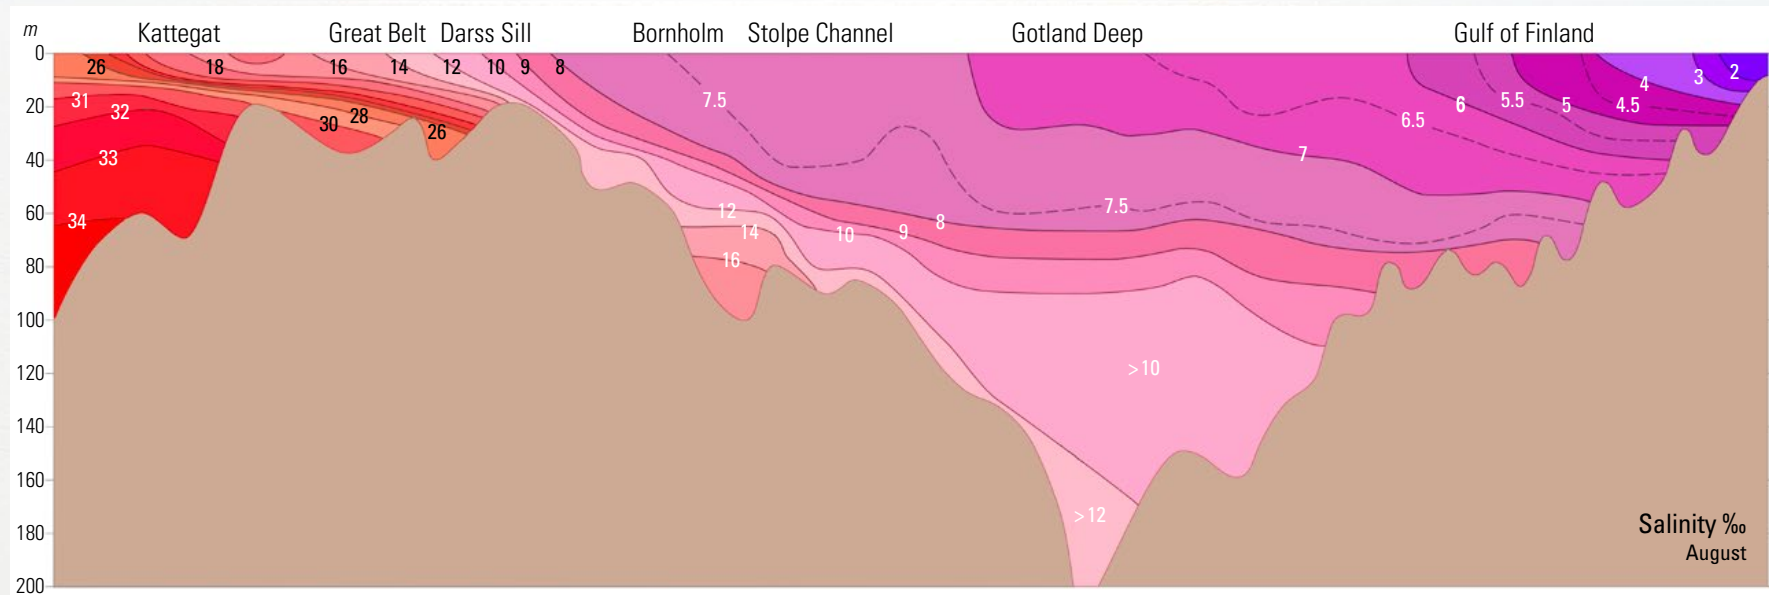 m Kattegat Great Belt Darss Sill Bornholm Stolpe Channel Gotland Deep Gulf of Finland
0
26 18 16 14 12 10 9 8 4 3 2
20
31 32 30 28 26 7.5 6.5 6 5.5 5 4.5
40
33 7
60
34 12 14 16 10 9 8 7.5
80
100
120
>10
140
160
180
>12
200
Salinity ‰
August